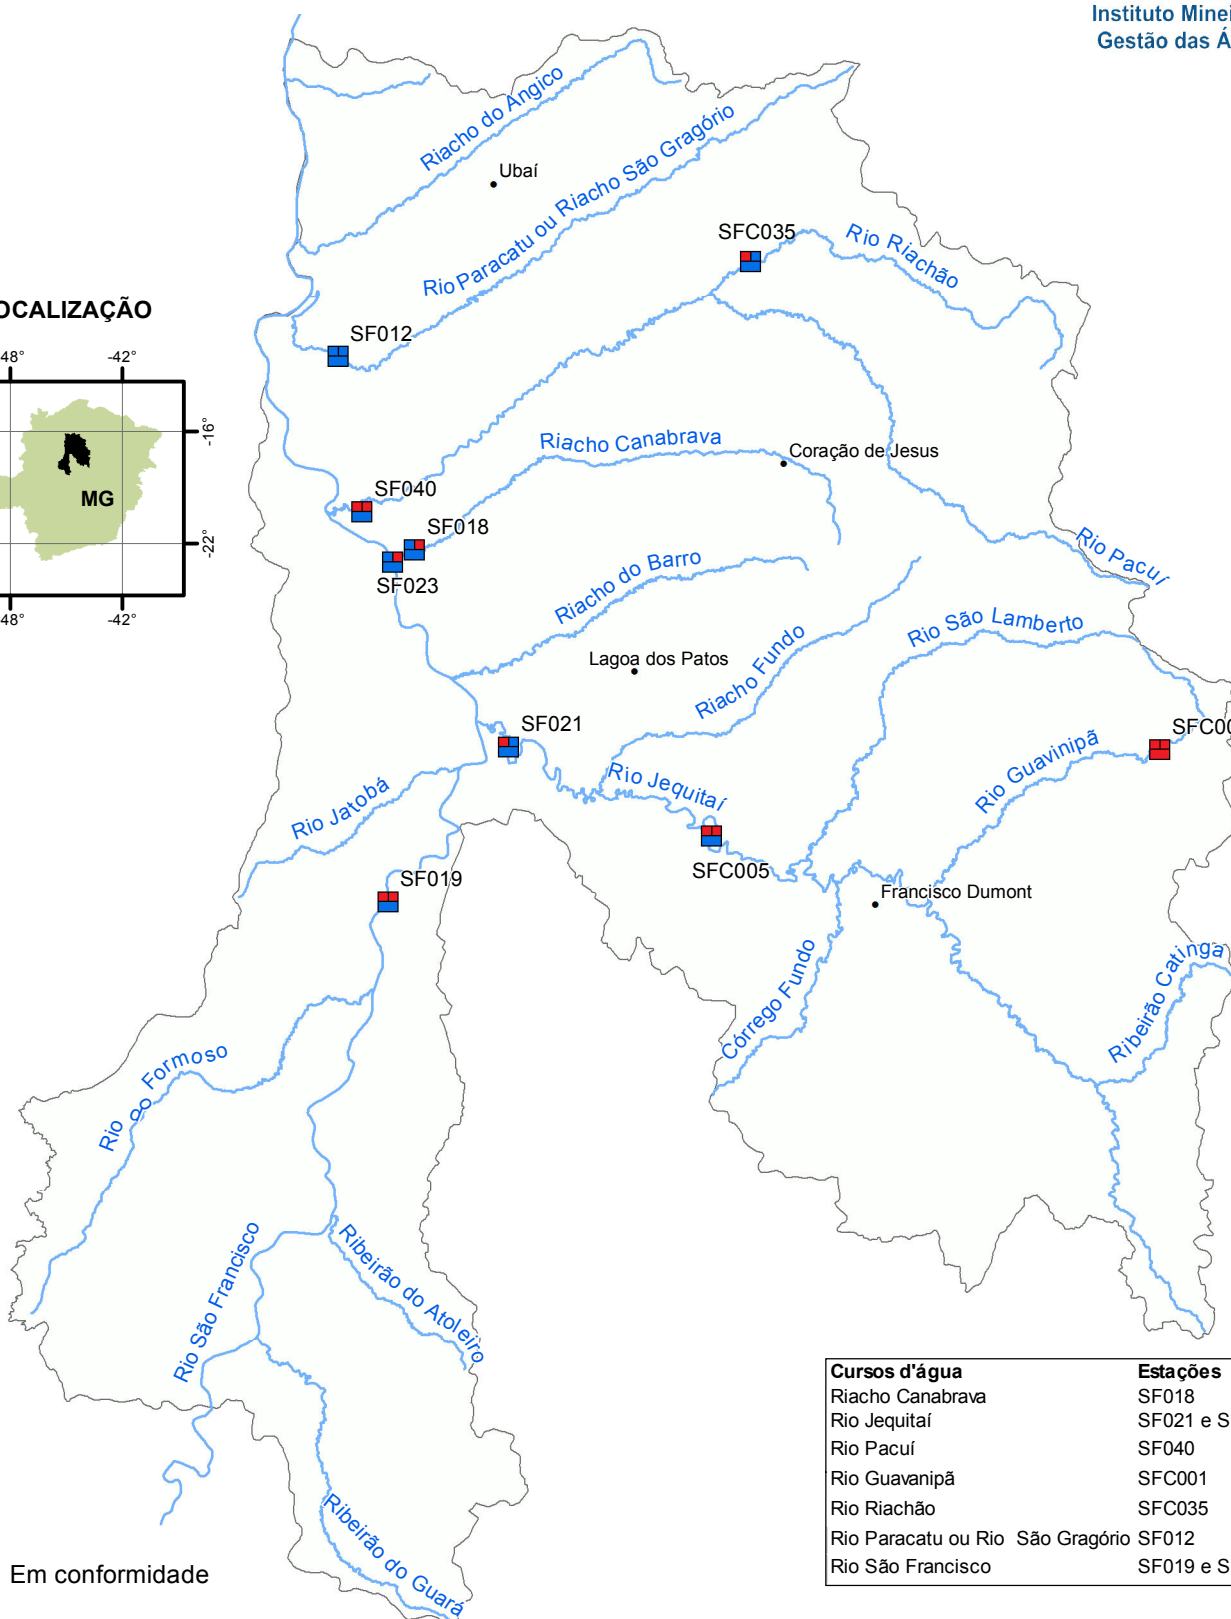 Instituto Minei
Gestão das Á
Riacho do Angico
Ubaí
Rio Paracatu ou Riacho São Gragório
SFC035
Rio Riachão
OCALIZAÇÃO
SF012
48°
-42°
-16°
MG
-22°
48°
-42°
Riacho Canabrava
Coração de Jesus
SF040
SF018
SF023
Rio Pacuí
Riacho do Barro
Rio São Lamberto
Lagoa dos Patos
Riacho Fundo
SF021
SFC00
Rio Guavinipã
Rio Jequitaí
Rio Jatobá
SFC005
SF019
Francisco Dumont
Córrego Fundo
Ribeirão Catinga
Rio do Formoso
Rio São Francisco
Ribeirão do Atoleiro
Ribeirão do Guará
Em conformidade
Cursos d'água Estações
Riacho Canabrava SF018
Rio Jequitaí SF021 e S
Rio Pacuí SF040
Rio Guavanipã SFC001
Rio Riachão SFC035
Rio Paracatu ou Rio São Gragório SF012
Rio São Francisco SF019 e S